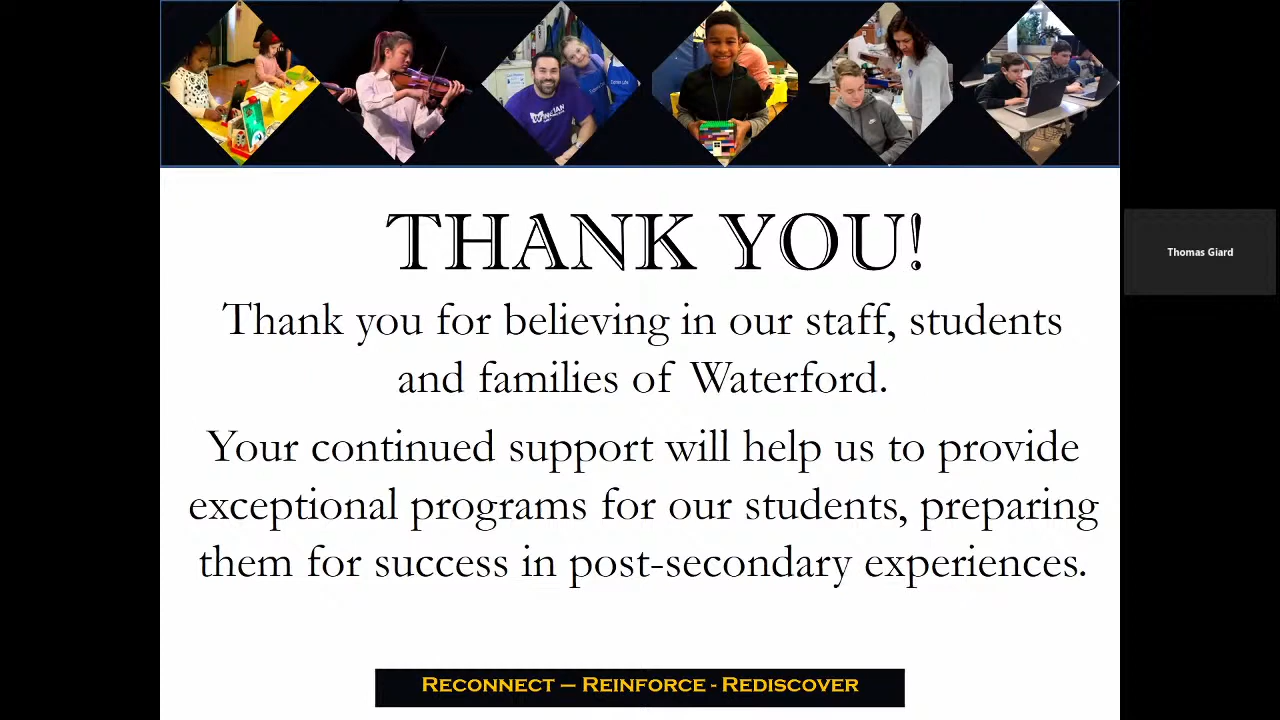 THANK YOU!
Thank you for believing in our staff, students
and families of Waterford.
Your continued support will help us to provide
exceptional programs for our students, preparing
them for success in post-secondary experiences.
RECONNECT – REINFORCE - REDISCOVER
Thomas Giard